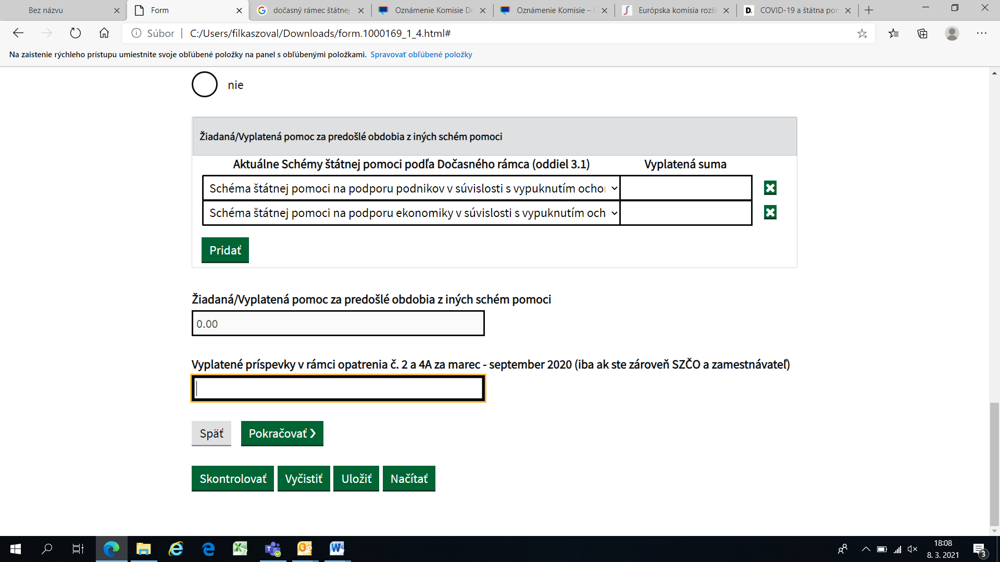 Bez názvu
Form
dočasný rámec štátnej
Oznámenie Komisie Do
Oznámenie Komisie –
Európska komisia rozší
D. COVID-19 a štátna pom
Súbor | C:/Users/filkaszoval/Downloads/form.1000169_1_4.html#
Na zaistenie rýchleho prístupu umiestnite svoje obľúbené položky na panel s obľúbenými položkami. Spravovať obľúbené položky
nie
Žiadaná/Vyplatená pomoc za predošlé obdobia z iných schém pomoci
Aktuálne Schémy štátnej pomoci podľa Dočasného rámca (oddiel 3.1) Vyplatená suma
Schéma štátnej pomoci na podporu podnikov v súvislosti s vypuknutím ocho
Schéma štátnej pomoci na podporu ekonomiky v súvislosti s vypuknutím och
Pridať
Žiadaná/Vyplatená pomoc za predošlé obdobia z iných schém pomoci
0.00
Vyplatené príspevky v rámci opatrenia č. 2 a 4A za marec - september 2020 (iba ak ste zároveň SZČO a zamestnávateľ)
Späť Pokračovať
Skontrolovať Vyčistiť Uložiť Načítať
18:08
8. 3. 2021
3